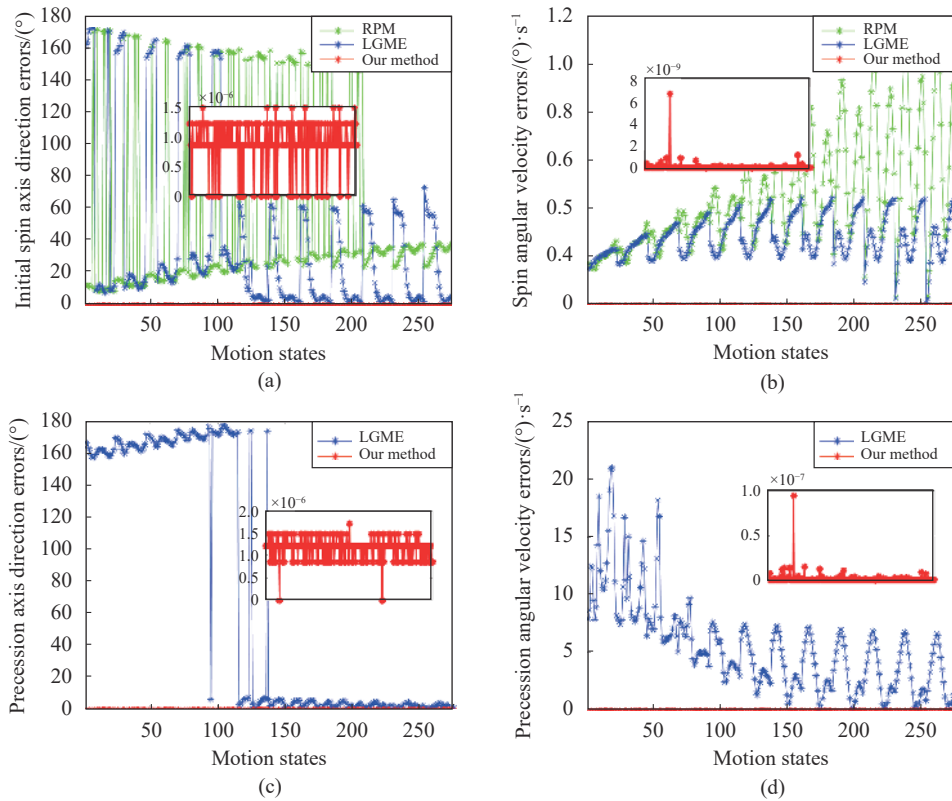 Initial spin axis direction errors/(°)
180
160
140
120
100
80
60
40
20
0
RPM
LGME
Our method
×10⁻⁶
1.5
1.0
0.5
0
50 100 150 200 250
Motion states
(a)
Spin angular velocity errors/(°)·s⁻¹
1.2
1.0
0.8
0.6
0.5
0.4
0
RPM
LGME
Our method
×10⁻⁹
8
6
4
2
0
50 100 150 200 250
Motion states
(b)
Precession axis direction errors/(°)
180
160
140
120
100
80
60
40
20
0
LGME
Our method
×10⁻⁶
2.0
1.5
1.0
0.5
0
50 100 150 200 250
Motion states
(c)
Precession angular velocity errors/(°)·s⁻¹
25
20
15
10
5
0
LGME
Our method
×10⁻⁷
1.0
0.5
0
50 100 150 200 250
Motion states
(d)